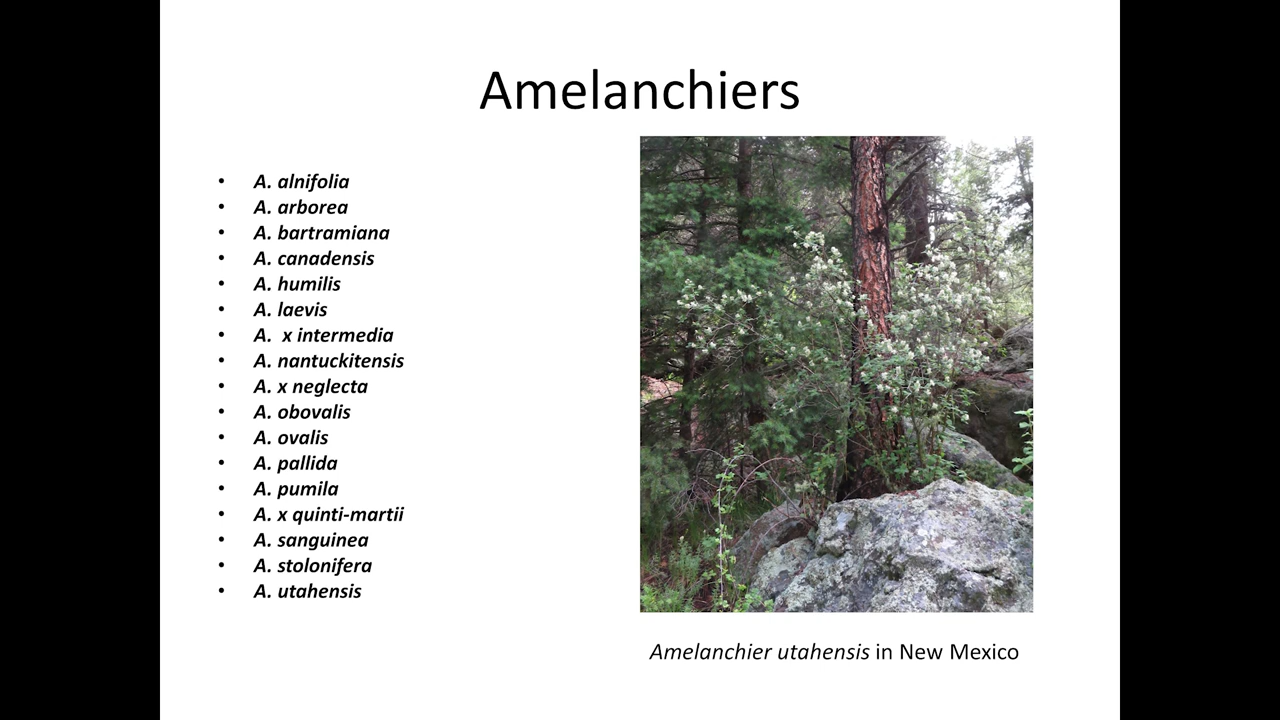 Amelanchiers
• A. alnifolia
• A. arborea
• A. bartramiana
• A. canadensis
• A. humilis
• A. laevis
• A.  x intermedia
• A. nantuckitensis
• A. x neglecta
• A. obovalis
• A. ovalis
• A. pallida
• A. pumila
• A. x quinti-martii
• A. sanguinea
• A. stolonifera
• A. utahensis
Amelanchier utahensis in New Mexico